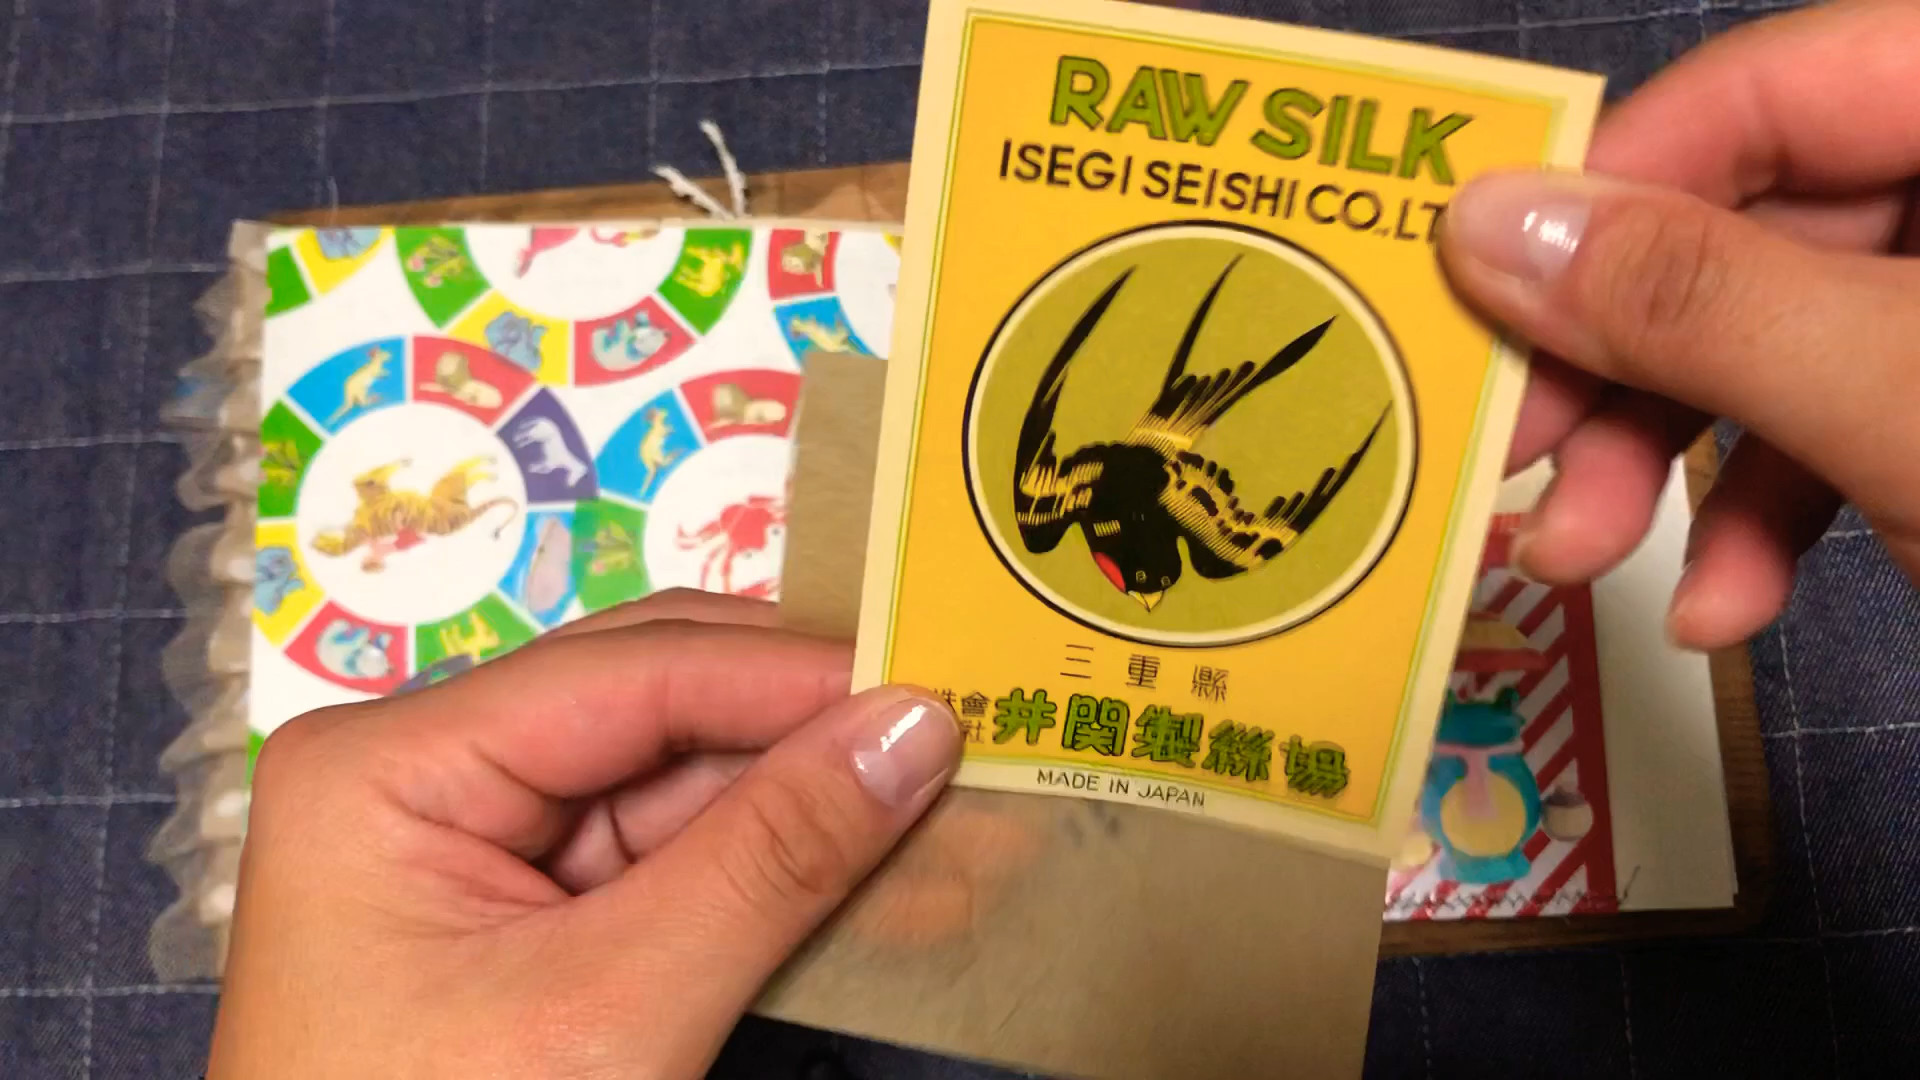 RAW SILK
ISEGI SEISHI CO.,LT
三重縣
井関製絲場
MADE IN JAPAN